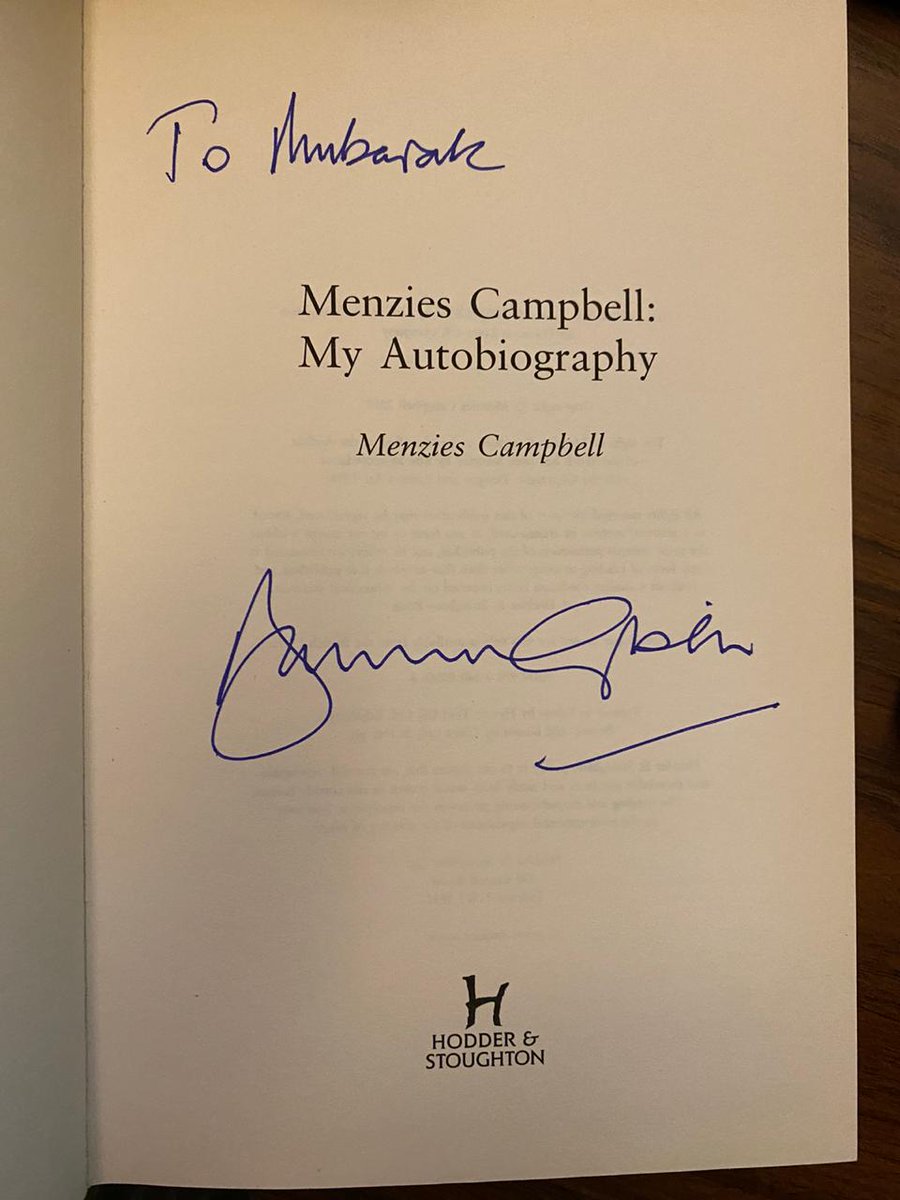 To Mubarak
Menzies Campbell:
My Autobiography
Menzies Campbell
H
HODDER &
STOUGHTON